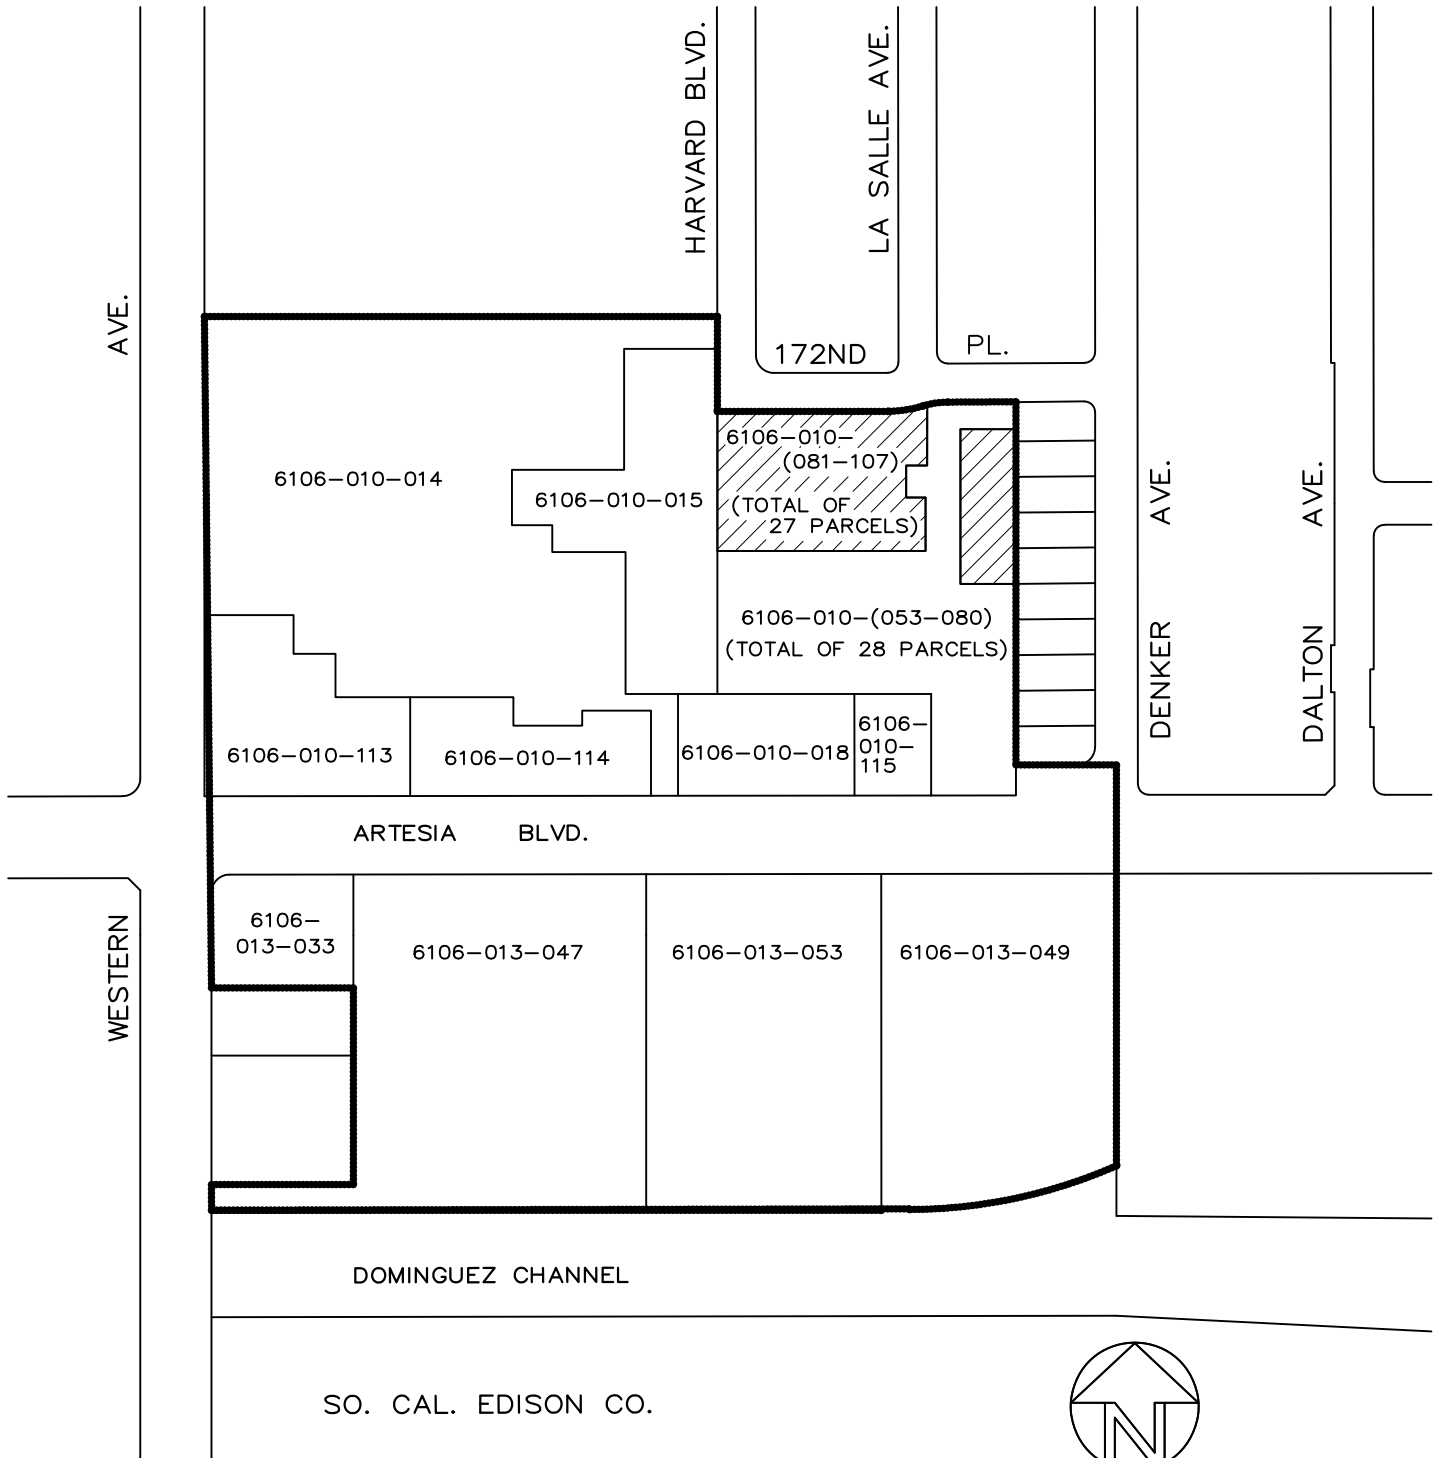 HARVARD BLVD.
LA SALLE AVE.
AVE.
172ND
PL.
6106-010-
(081-107)
(TOTAL OF
27 PARCELS)
6106-010-014
6106-010-015
AVE.
AVE.
6106-010-(053-080)
(TOTAL OF 28 PARCELS)
DENKER
DALTON
6106-010-113
6106-010-114
6106-010-018
6106-
010-
115
ARTESIA BLVD.
WESTERN
6106-
013-033
6106-013-047
6106-013-053
6106-013-049
DOMINGUEZ CHANNEL
SO. CAL. EDISON CO.
N